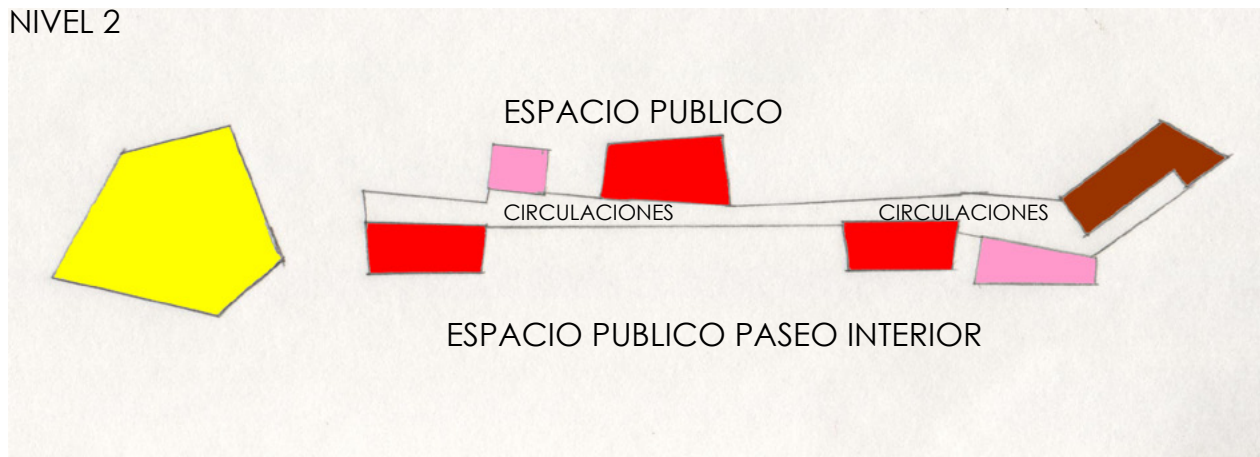 NIVEL 2
ESPACIO PUBLICO
CIRCULACIONES
CIRCULACIONES
ESPACIO PUBLICO PASEO INTERIOR